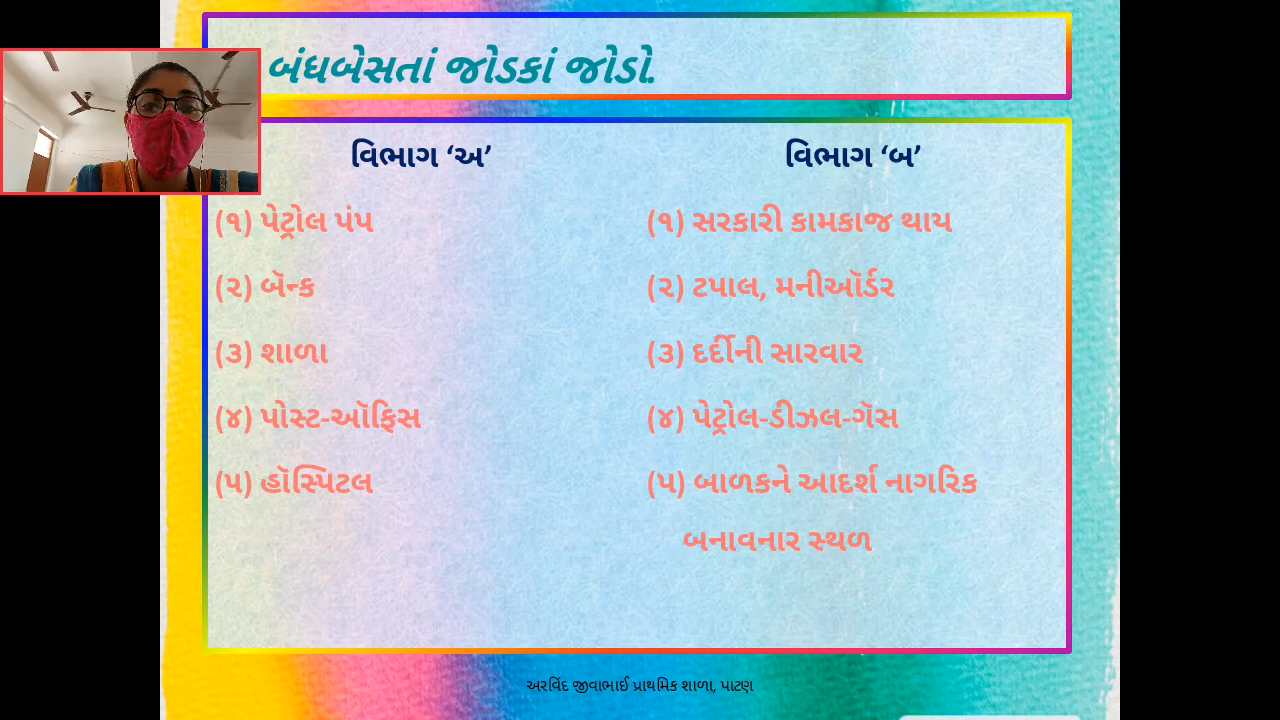 બંધબેસતાં જોડકાં જોડો.
વિભાગ ‘અ’
વિભાગ ‘બ’
(૧) પેટ્રોલ પંપ
(૧) સરકારી કામકાજ થાય
(૨) બૅન્ક
(૨) ટપાલ, મનીઑર્ડર
(૩) શાળા
(૩) દર્દીની સારવાર
(૪) પોસ્ટ-ઑફિસ
(૪) પેટ્રોલ-ડીઝલ-ગૅસ
(૫) હૉસ્પિટલ
(૫) બાળકને આદર્શ નાગરિક
બનાવનાર સ્થળ
અરવિંદ જીવાભાઈ પ્રાથમિક શાળા, પાટણ